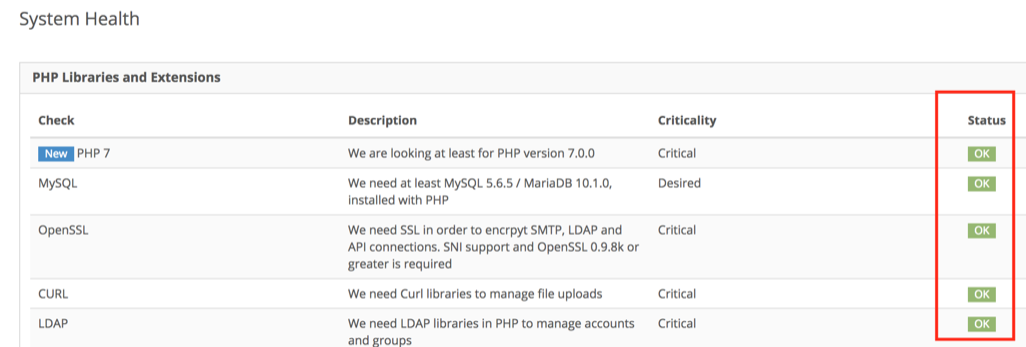 System Health
PHP Libraries and Extensions
Check Description Criticality Status
New PHP 7 We are looking at least for PHP version 7.0.0 Critical OK
MySQL We need at least MySQL 5.6.5 / MariaDB 10.1.0, Desired OK
installed with PHP
OpenSSL We need SSL in order to encrpyt SMTP, LDAP and Critical OK
API connections. SNI support and OpenSSL 0.9.8k or
greater is required
CURL We need Curl libraries to manage file uploads Critical OK
LDAP We need LDAP libraries in PHP to manage accounts Critical OK
and groups